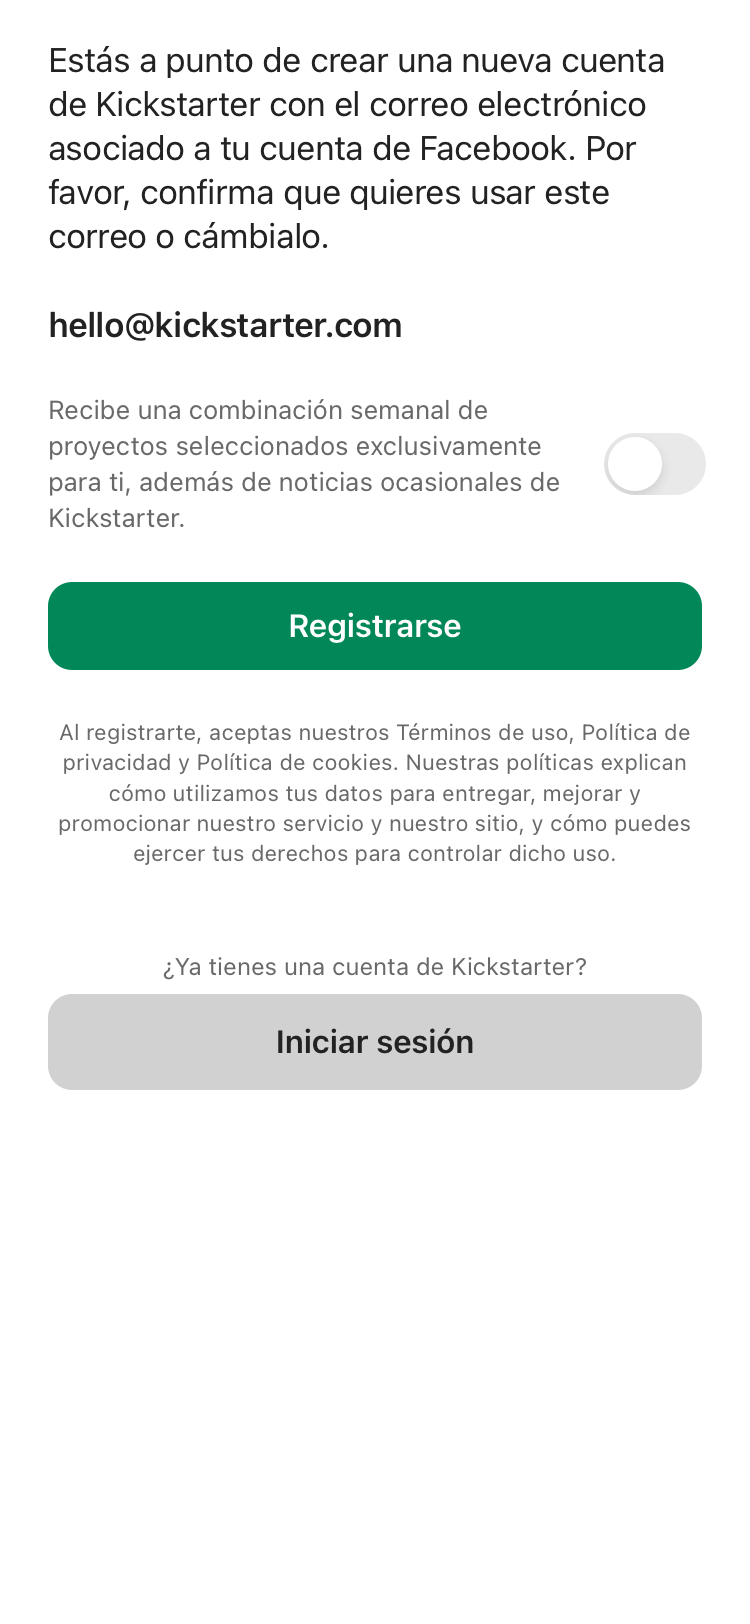 Estás a punto de crear una nueva cuenta
de Kickstarter con el correo electrónico
asociado a tu cuenta de Facebook. Por
favor, confirma que quieres usar este
correo o cámbialo.
hello@kickstarter.com
Recibe una combinación semanal de
proyectos seleccionados exclusivamente
para ti, además de noticias ocasionales de
Kickstarter.
Registrarse
Al registrarte, aceptas nuestros Términos de uso, Política de
privacidad y Política de cookies. Nuestras políticas explican
cómo utilizamos tus datos para entregar, mejorar y
promocionar nuestro servicio y nuestro sitio, y cómo puedes
ejercer tus derechos para controlar dicho uso.
¿Ya tienes una cuenta de Kickstarter?
Iniciar sesión